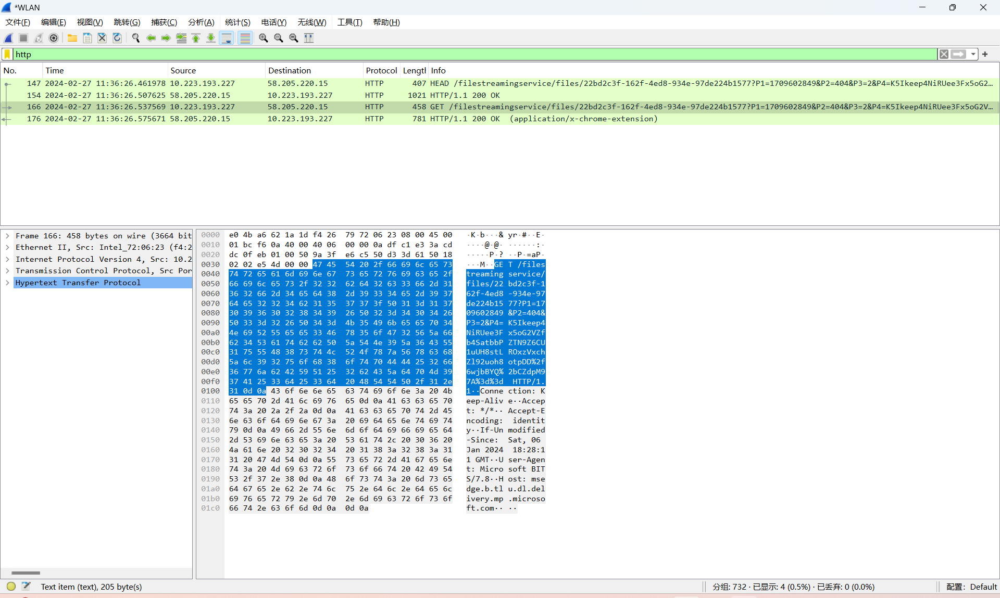 *WLAN
文件(F) 编辑(E) 视图(V) 跳转(G) 捕获(C) 分析(A) 统计(S) 电话(Y) 无线(W) 工具(T) 帮助(H)
http
No. Time Source Destination Protocol Lengtl Info
147 2024-02-27 11:36:26.461978 10.223.193.227 58.205.220.15 HTTP 407 HEAD /filestreamingservice/files/22bd2c3f-162f-4ed8-934e-97de224b1577?P1=1709602849&P2=404&P3=2&P4=K5Ikeep4NiRUee3Fx5oG2…
154 2024-02-27 11:36:26.507625 58.205.220.15 10.223.193.227 HTTP 1021 HTTP/1.1 200 OK
166 2024-02-27 11:36:26.537569 10.223.193.227 58.205.220.15 HTTP 458 GET /filestreamingservice/files/22bd2c3f-162f-4ed8-934e-97de224b1577?P1=1709602849&P2=404&P3=2&P4=K5Ikeep4NiRUee3Fx5oG2V…
176 2024-02-27 11:36:26.575671 58.205.220.15 10.223.193.227 HTTP 781 HTTP/1.1 200 OK (application/x-chrome-extension)
Frame 166: 458 bytes on wire (3664 bit
Ethernet II, Src: Intel_72:06:23 (f4:2
Internet Protocol Version 4, Src: 10.2
Transmission Control Protocol, Src Por
Hypertext Transfer Protocol
0000 e0 4b a6 62 1a 1d f4 26 79 72 06 23 08 00 45 00 ·K·b···& yr·#··E·
0010 01 bc f6 0a 40 00 40 06 00 00 0a df c1 e3 3a cd ····@·@· ······:·
0020 dc 0f eb 01 00 50 9a 3f e6 c5 50 d3 3d 61 50 18 ·····P·? ··P·=aP·
0030 02 02 e5 4d 00 00 47 45 54 20 2f 66 69 6c 65 73 ···M··GE T /files
0040 74 72 65 61 6d 69 6e 67 73 65 72 76 69 63 65 2f treaming service/
0050 66 69 6c 65 73 2f 32 32 62 64 32 63 33 66 2d 31 files/22 bd2c3f-1
0060 36 32 66 2d 34 65 64 38 2d 39 33 34 65 2d 39 37 62f-4ed8 -934e-97
0070 64 65 32 32 34 62 31 35 37 37 3f 50 31 3d 31 37 de224b15 77?P1=17
0080 30 39 36 30 32 38 34 39 26 50 32 3d 34 30 34 26 09602849 &P2=404&
0090 50 33 3d 32 26 50 34 3d 4b 35 49 6b 65 65 70 34 P3=2&P4= K5Ikeep4
00a0 4e 69 52 55 65 65 33 46 78 35 6f 47 32 56 5a 66 NiRUee3F x5oG2VZf
00b0 62 34 53 61 74 62 62 50 5a 54 4e 39 5a 36 43 55 b4SatbbP ZTN9Z6CU
00c0 31 75 55 48 38 73 74 4c 52 4f 78 7a 56 78 63 68 1uUH8stL ROxzVxch
00d0 5a 6c 39 32 75 6f 68 38 6f 74 70 44 44 25 32 66 Zl92uoh8 otpDD%2f
00e0 36 77 6a 62 42 59 51 25 32 62 43 5a 64 70 4d 39 6wjbBYQ% 2bCZdpM9
00f0 37 41 25 33 64 25 33 64 20 48 54 54 50 2f 31 2e 7A%3d%3d HTTP/1.
0100 31 0d 0a 43 6f 6e 6e 65 63 74 69 6f 6e 3a 20 4b 1··Conne ction: K
0110 65 65 70 2d 41 6c 69 76 65 0d 0a 41 63 63 65 70 eep-Aliv e··Accep
0120 74 3a 20 2a 2f 2a 0d 0a 41 63 63 65 70 74 2d 45 t: */*·· Accept-E
0130 6e 63 6f 64 69 6e 67 3a 20 69 64 65 6e 74 69 74 ncoding: identit
0140 79 0d 0a 49 66 2d 55 6e 6d 6f 64 69 66 69 65 64 y··If-Un modified
0150 2d 53 69 6e 63 65 3a 20 53 61 74 2c 20 30 36 20 -Since: Sat, 06
0160 4a 61 6e 20 32 30 32 34 20 31 38 3a 32 38 3a 31 Jan 2024 18:28:1
0170 31 20 47 4d 54 0d 0a 55 73 65 72 2d 41 67 65 6e 1 GMT··U ser-Agen
0180 74 3a 20 4d 69 63 72 6f 73 6f 66 74 20 42 49 54 t: Micro soft BIT
0190 53 2f 37 2e 38 0d 0a 48 6f 73 74 3a 20 6d 73 65 S/7.8··H ost: mse
01a0 64 67 65 2e 62 2e 74 6c 75 2e 64 6c 2e 64 65 6c dge.b.tl u.dl.del
01b0 69 76 65 72 79 2e 6d 70 2e 6d 69 63 72 6f 73 6f ivery.mp .microso
01c0 66 74 2e 63 6f 6d 0d 0a 0d 0a ft.com·· ··
Text item (text), 205 byte(s) 分组: 732 · 已显示: 4 (0.5%) · 已丢弃: 0 (0.0%) 配置: Default